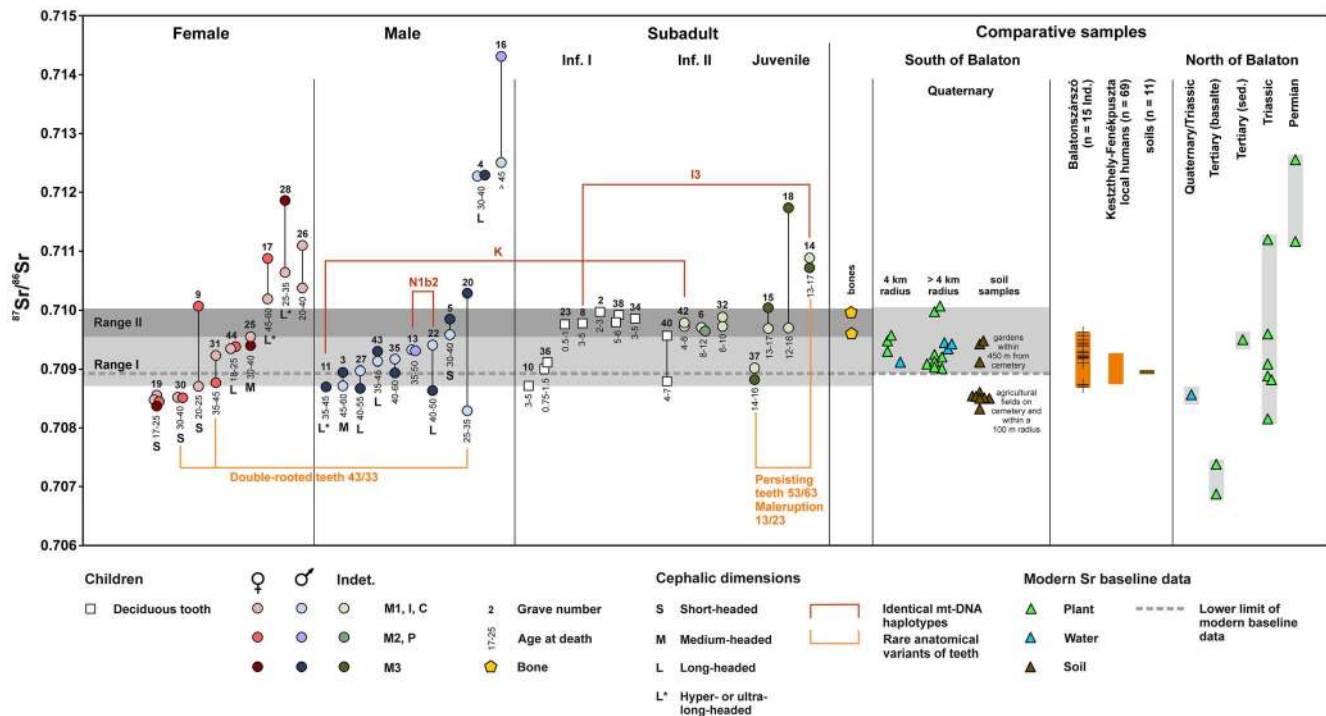 0.715
0.714
0.713
0.712
0.711
0.710
0.709
0.708
0.707
0.706
87Sr/86Sr
Female
Male
Subadult
Comparative samples
Inf. I
Inf. II
Juvenile
South of Balaton
North of Balaton
Quaternary
Balatonszárszó
(n = 15 Ind.)
Kestzthely-Fenékpuszta
local humans (n = 69)
soils (n = 11)
Quaternary/Triassic
Tertiary (basalte)
Tertiary (sed.)
Triassic
Permian
Range II
Range I
19
17-25
S
30
30-40
S
9
20-25
S
31
35-45
44
18-25
L
25
30-40
M
17
45-60
L*
28
25-35
L*
26
20-40
11
35-45
L*
3
45-60
M
27
40-55
L
43
35-45
L
35
40-60
13
35-50
22
40-50
L
5
30-40
S
20
25-35
4
30-40
L
16
> 45
10
3-5
36
0.75-1.5
23
0.5-1
8
3-5
2
2-3
38
5-6
34
3-5
40
4-7
42
4-6
6
8-12
32
6-10
37
14-16
15
13-17
18
12-16
14
13-17
K
N1b2
I3
Double-rooted teeth 43/33
Persisting
teeth 53/63
Maleruption
13/23
bones
4 km
radius
> 4 km
radius
soil
samples
gardens
within
450 m from
cemetery
agricultural
fields on
cemetery and
within a
100 m radius
Children
Deciduous tooth
♀
♂
Indet.
M1, I, C
M2, P
M3
2
Grave number
17-25
Age at death
Bone
Cephalic dimensions
S
Short-headed
M
Medium-headed
L
Long-headed
L*
Hyper- or ultra-
long-headed
Identical mt-DNA
haplotypes
Rare anatomical
variants of teeth
Modern Sr baseline data
Plant
Water
Soil
Lower limit of
modern baseline
data